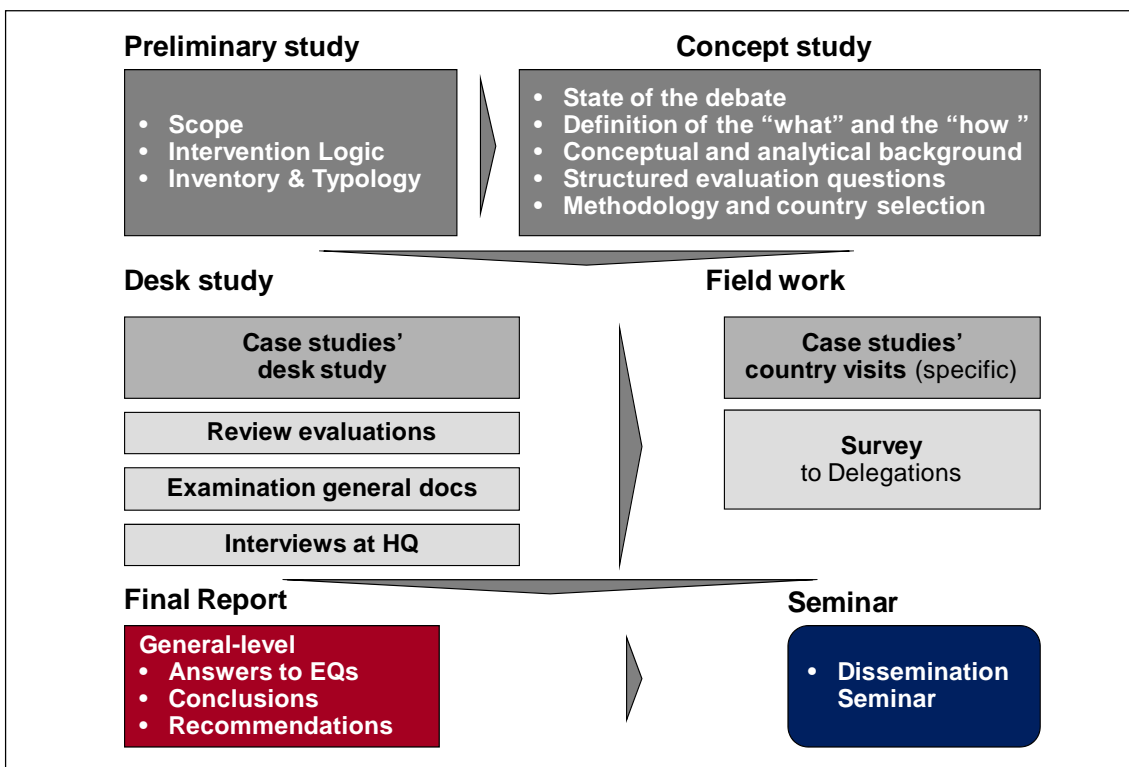 Preliminary study
Concept study
• Scope
• Intervention Logic
• Inventory & Typology
• State of the debate
• Definition of the “what” and the “how ”
• Conceptual and analytical background
• Structured evaluation questions
• Methodology and country selection
Desk study
Field work
Case studies’
desk study
Review evaluations
Examination general docs
Interviews at HQ
Case studies’
country visits (specific)
Survey
to Delegations
Final Report
Seminar
General-level
• Answers to EQs
• Conclusions
• Recommendations
• Dissemination
Seminar